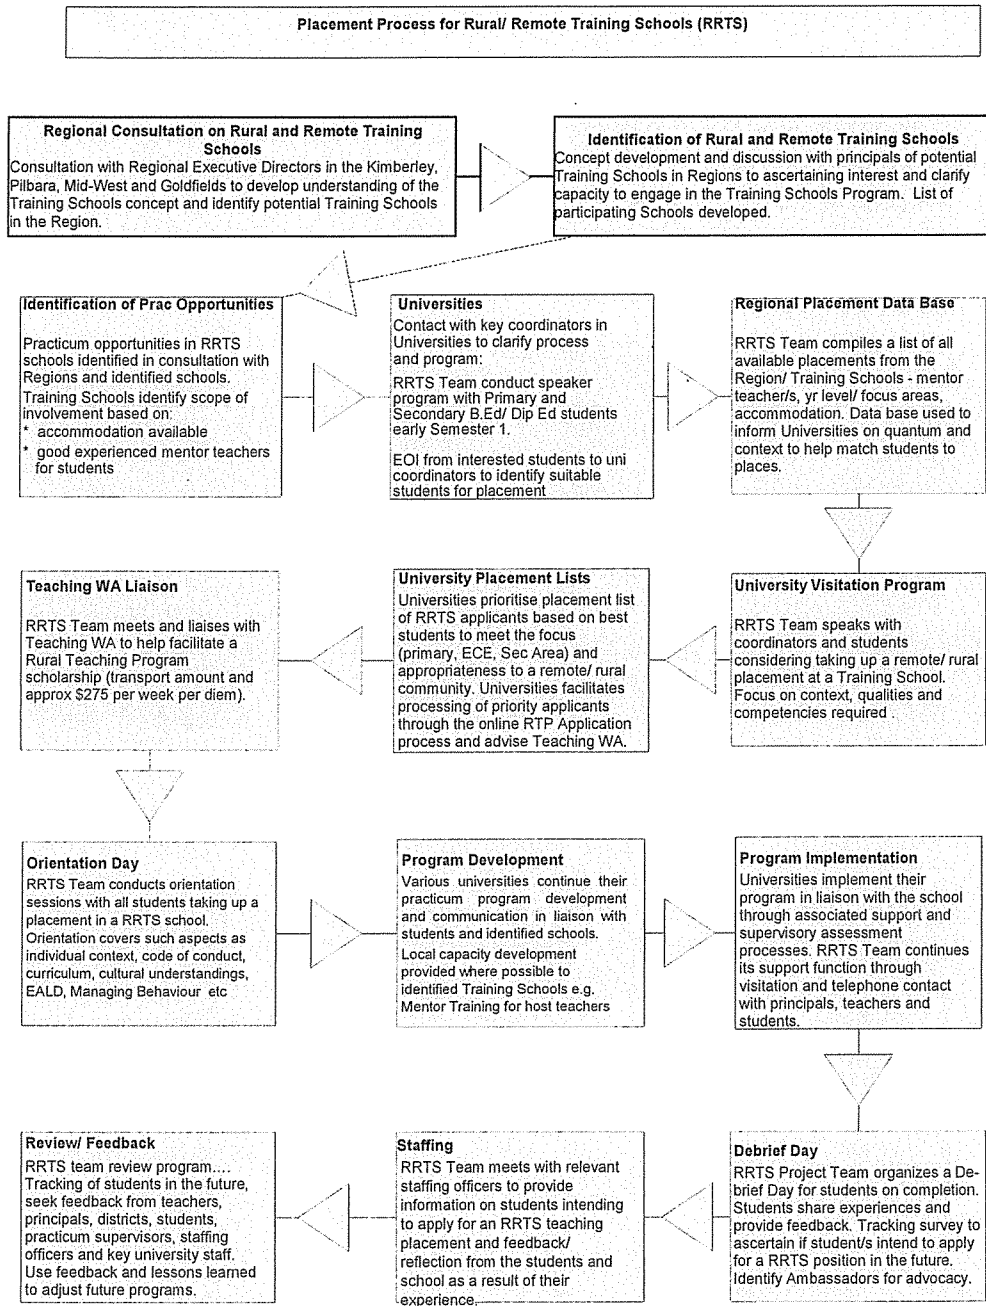 Placement Process for Rural/ Remote Training Schools (RRTS)
Regional Consultation on Rural and Remote Training
Schools
Consultation with Regional Executive Directors in the Kimberley,
Pilbara, Mid-West and Goldfields to develop understanding of the
Training Schools concept and identify potential Training Schools
in the Region.
Identification of Rural and Remote Training Schools
Concept development and discussion with principals of potential
Training Schools in Regions to ascertaining interest and clarify
capacity to engage in the Training Schools Program. List of
participating Schools developed.
Identification of Prac Opportunities
Practicum opportunities in RRTS
schools identified in consultation with
Regions and identified schools.
Training Schools identify scope of
involvement based on:
* accommodation available
* good experienced mentor teachers
for students
Universities
Contact with key coordinators in
Universities to clarify process
and program:
RRTS Team conduct speaker
program with Primary and
Secondary B.Ed/ Dip Ed students
early Semester 1.
EOI from interested students to uni
coordinators to identify suitable
students for placement
Regional Placement Data Base
RRTS Team compiles a list of all
available placements from the
Region/ Training Schools - mentor
teacher/s, yr level/ focus areas,
accommodation. Data base used to
inform Universities on quantum and
context to help match students to
places.
Teaching WA Liaison
RRTS Team meets and liaises with
Teaching WA to help facilitate a
Rural Teaching Program
scholarship (transport amount and
approx $275 per week per diem).
University Placement Lists
Universities prioritise placement list
of RRTS applicants based on best
students to meet the focus
(primary, ECE, Sec Area) and
appropriateness to a remote/ rural
community. Universities facilitates
processing of priority applicants
through the online RTP Application
process and advise Teaching WA.
University Visitation Program
RRTS Team speaks with
coordinators and students
considering taking up a remote/ rural
placement at a Training School.
Focus on context, qualities and
competencies required .
Orientation Day
RRTS Team conducts orientation
sessions with all students taking up a
placement in a RRTS school.
Orientation covers such aspects as
individual context, code of conduct,
curriculum, cultural understandings,
EALD, Managing Behaviour etc
Program Development
Various universities continue their
practicum program development
and communication in liaison with
students and identified schools.
Local capacity development
provided where possible to
identified Training Schools e.g.
Mentor Training for host teachers
Program Implementation
Universities implement their
program in liaison with the school
through associated support and
supervisory assessment
processes. RRTS Team continues
its support function through
visitation and telephone contact
with principals, teachers and
students.
Review/ Feedback
RRTS team review program....
Tracking of students in the future,
seek feedback from teachers,
principals, districts, students,
practicum supervisors, staffing
officers and key university staff.
Use feedback and lessons learned
to adjust future programs.
Staffing
RRTS Team meets with relevant
staffing officers to provide
information on students intending
to apply for an RRTS teaching
placement and feedback/
reflection from the students and
school as a result of their
experience.
Debrief Day
RRTS Project Team organizes a De-
brief Day for students on completion.
Students share experiences and
provide feedback. Tracking survey to
ascertain if student/s intend to apply
for a RRTS position in the future.
Identify Ambassadors for advocacy.